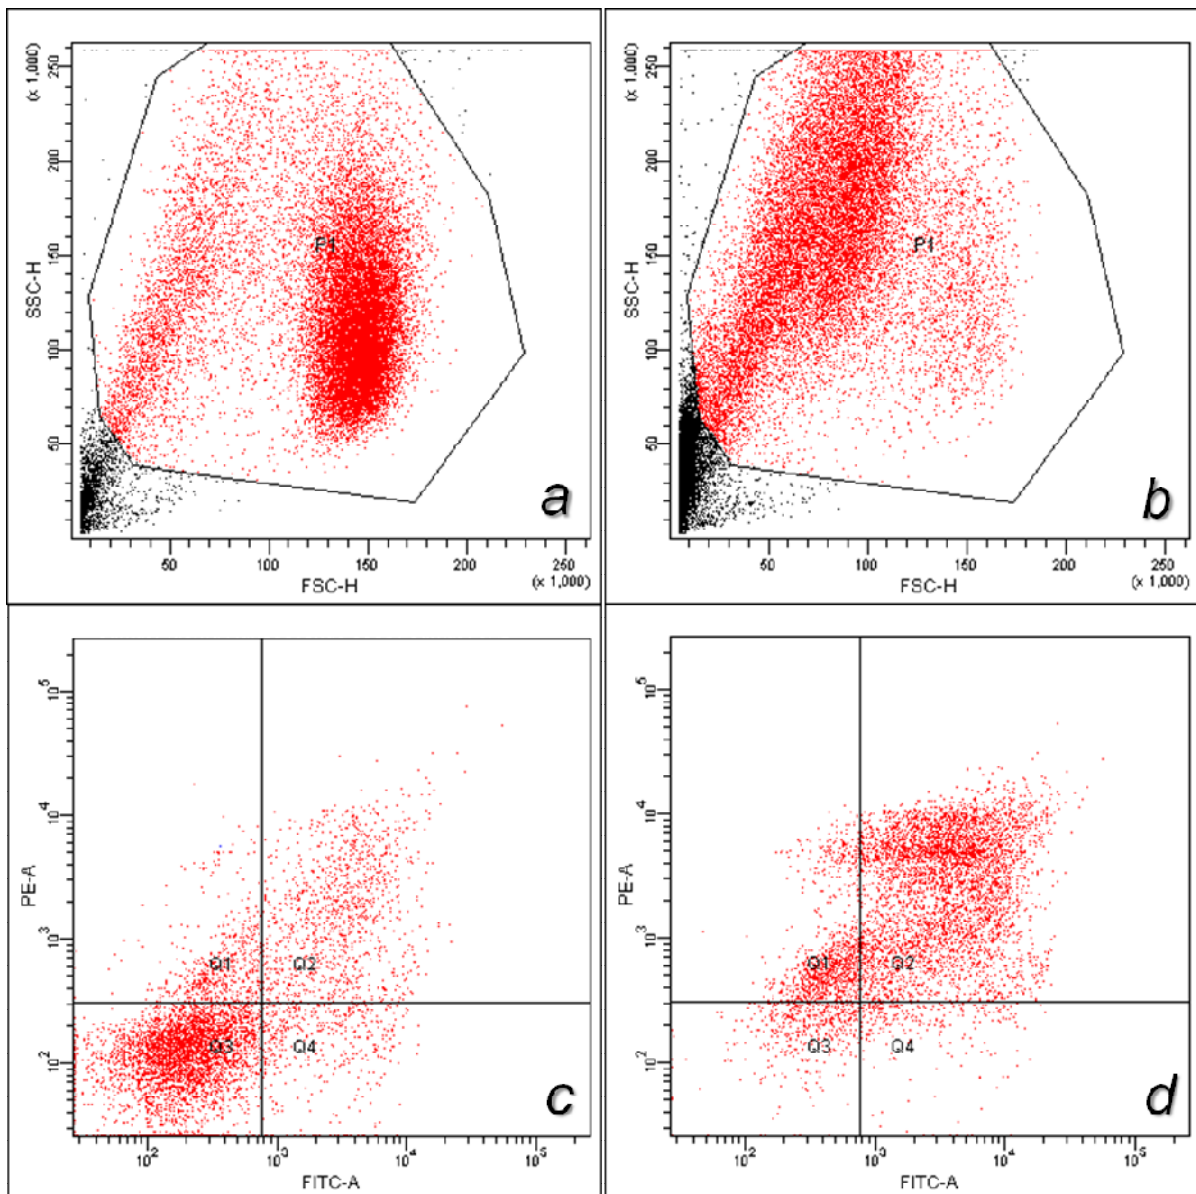 (x 1,000)
250
200
150
100
50
SSC-H
P1
a
50 100 150 200 250
(x 1,000)
FSC-H
(x 1,000)
250
200
150
100
50
SSC-H
P1
b
50 100 150 200 250
(x 1,000)
FSC-H
10^5
10^4
10^3
10^2
PE-A
Q1 Q2
Q3 Q4
c
10^2 10^3 10^4 10^5
FITC-A
10^5
10^4
10^3
10^2
PE-A
Q1 Q2
Q3 Q4
d
10^2 10^3 10^4 10^5
FITC-A